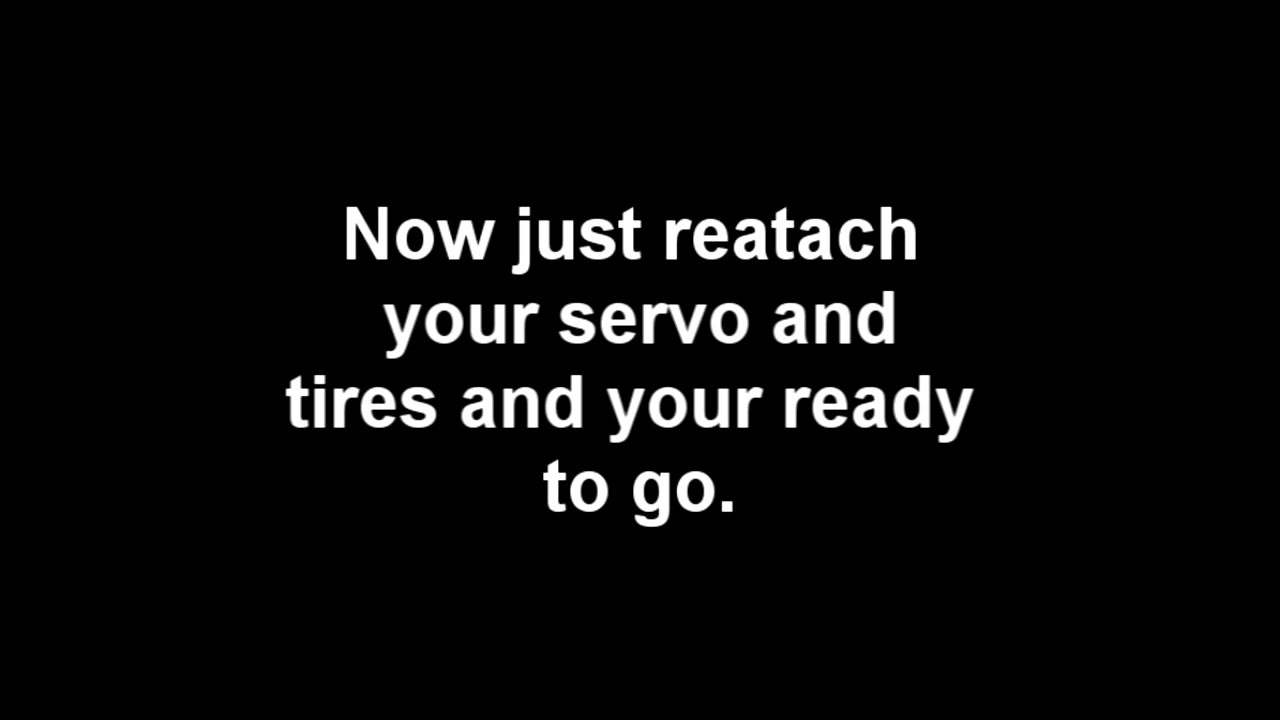 Now just reatach
your servo and
tires and your ready
to go.